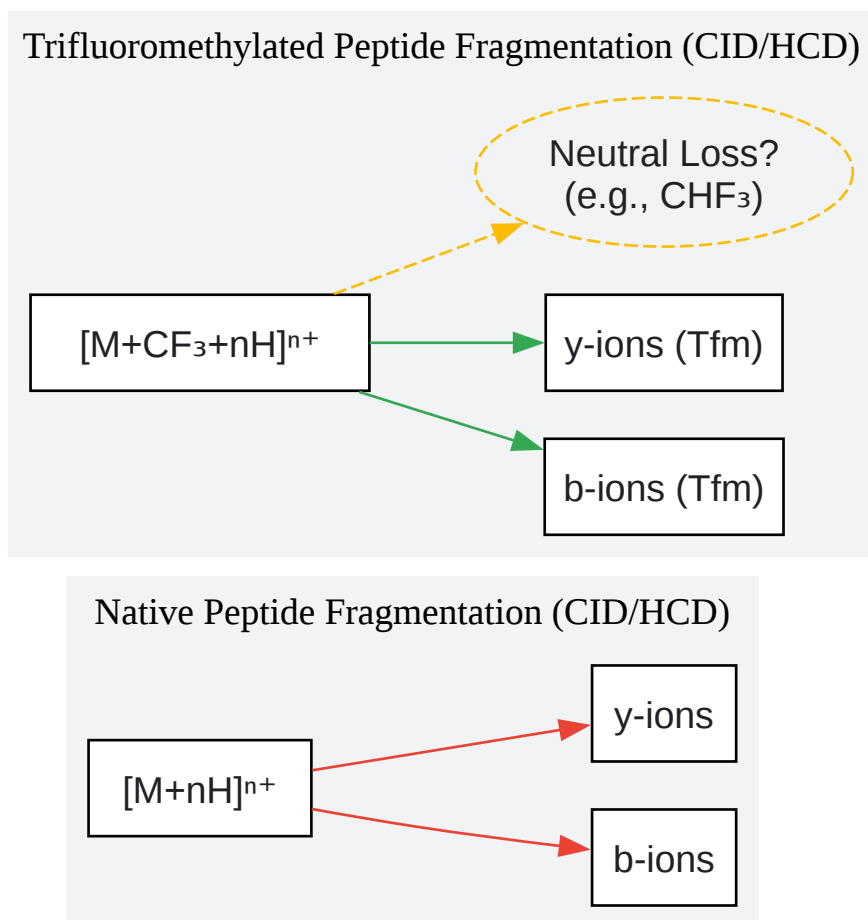 Trifluoromethylated Peptide Fragmentation (CID/HCD)
Neutral Loss?
(e.g., CHF₃)
[M+CF₃+nH]ⁿ⁺
y-ions (Tfm)
b-ions (Tfm)
Native Peptide Fragmentation (CID/HCD)
y-ions
[M+nH]ⁿ⁺
b-ions